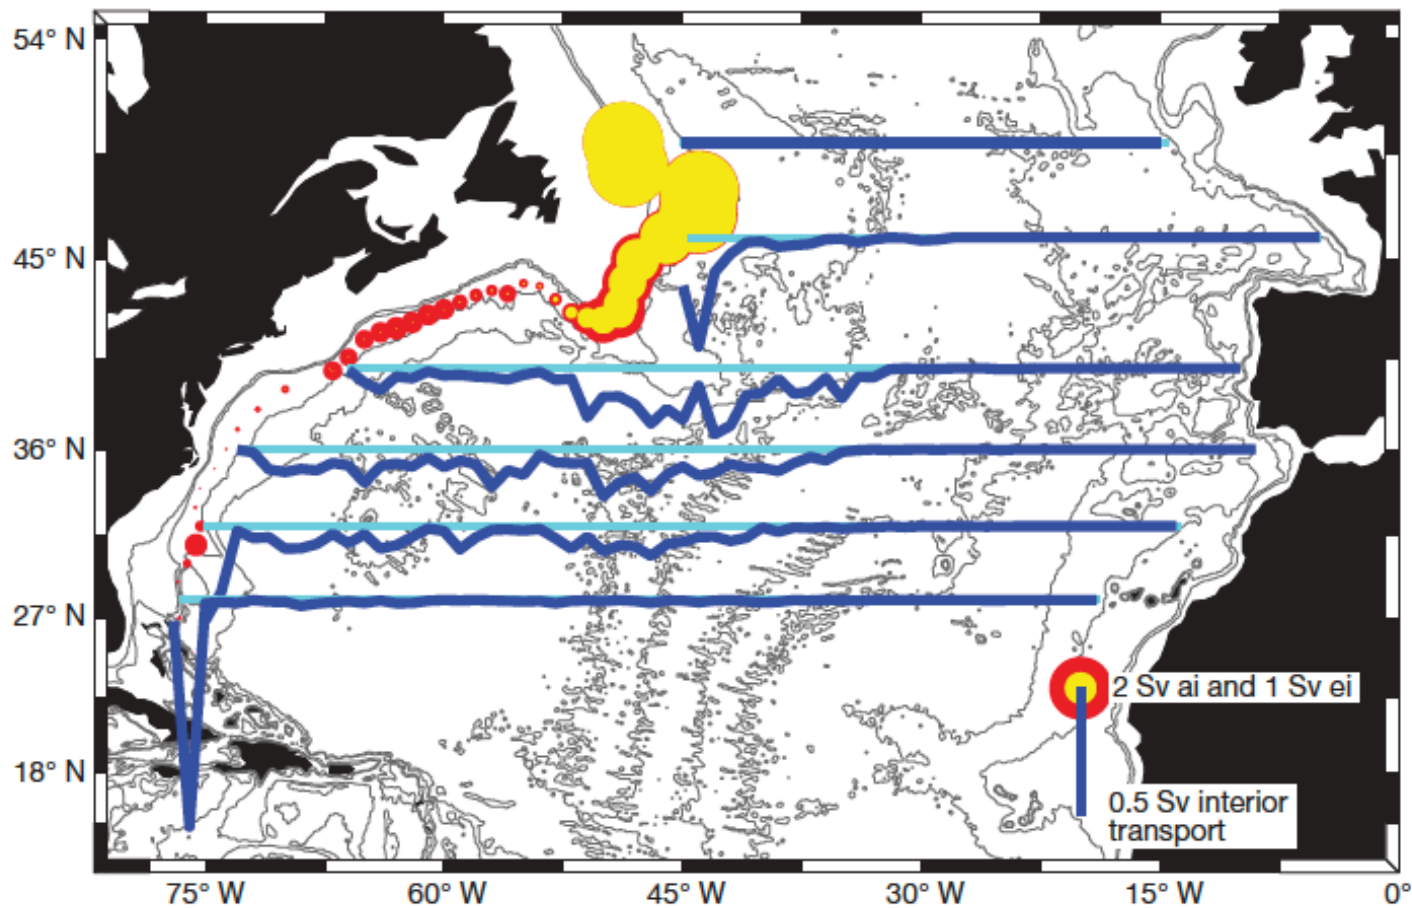 54° N
45° N
36° N
27° N
18° N
2 Sv ai and 1 Sv ei
0.5 Sv interior
transport
75° W
60° W
45° W
30° W
15° W
0°